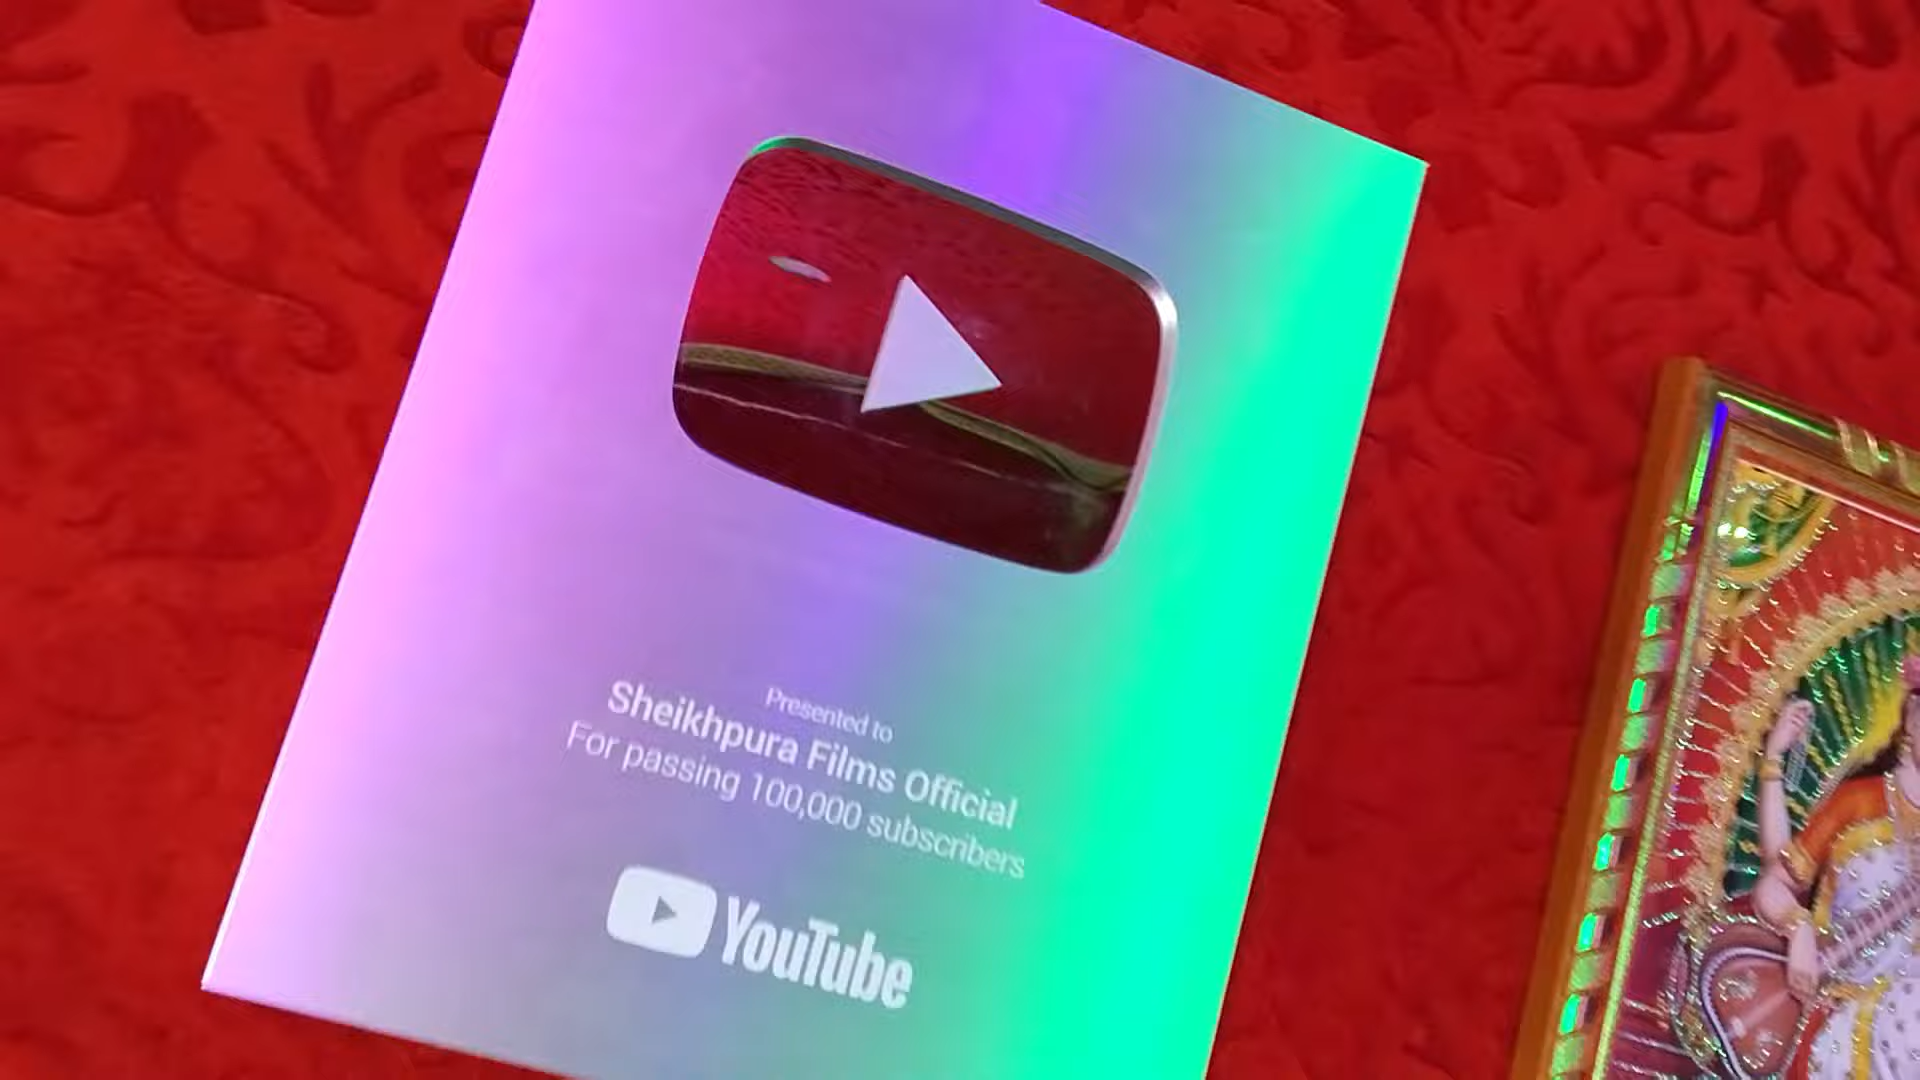 Presented to
Sheikhpura Films Official
For passing 100,000 subscribers
YouTube